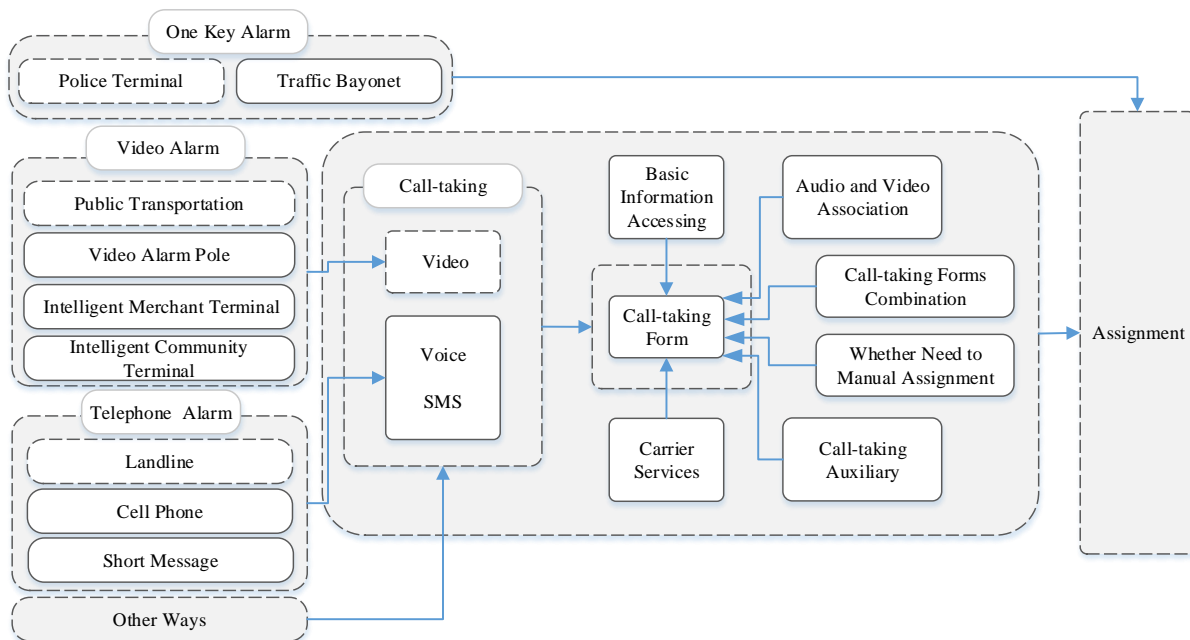 One Key Alarm
Police Terminal
Traffic Bayonet
Video Alarm
Public Transportation
Video Alarm Pole
Intelligent Merchant Terminal
Intelligent Community
Terminal
Telephone Alarm
Landline
Cell Phone
Short Message
Other Ways
Call-taking
Video
Voice
SMS
Basic
Information
Accessing
Call-taking
Form
Carrier
Services
Audio and Video
Association
Call-taking Forms
Combination
Whether Need to
Manual Assignment
Call-taking
Auxiliary
Assignment